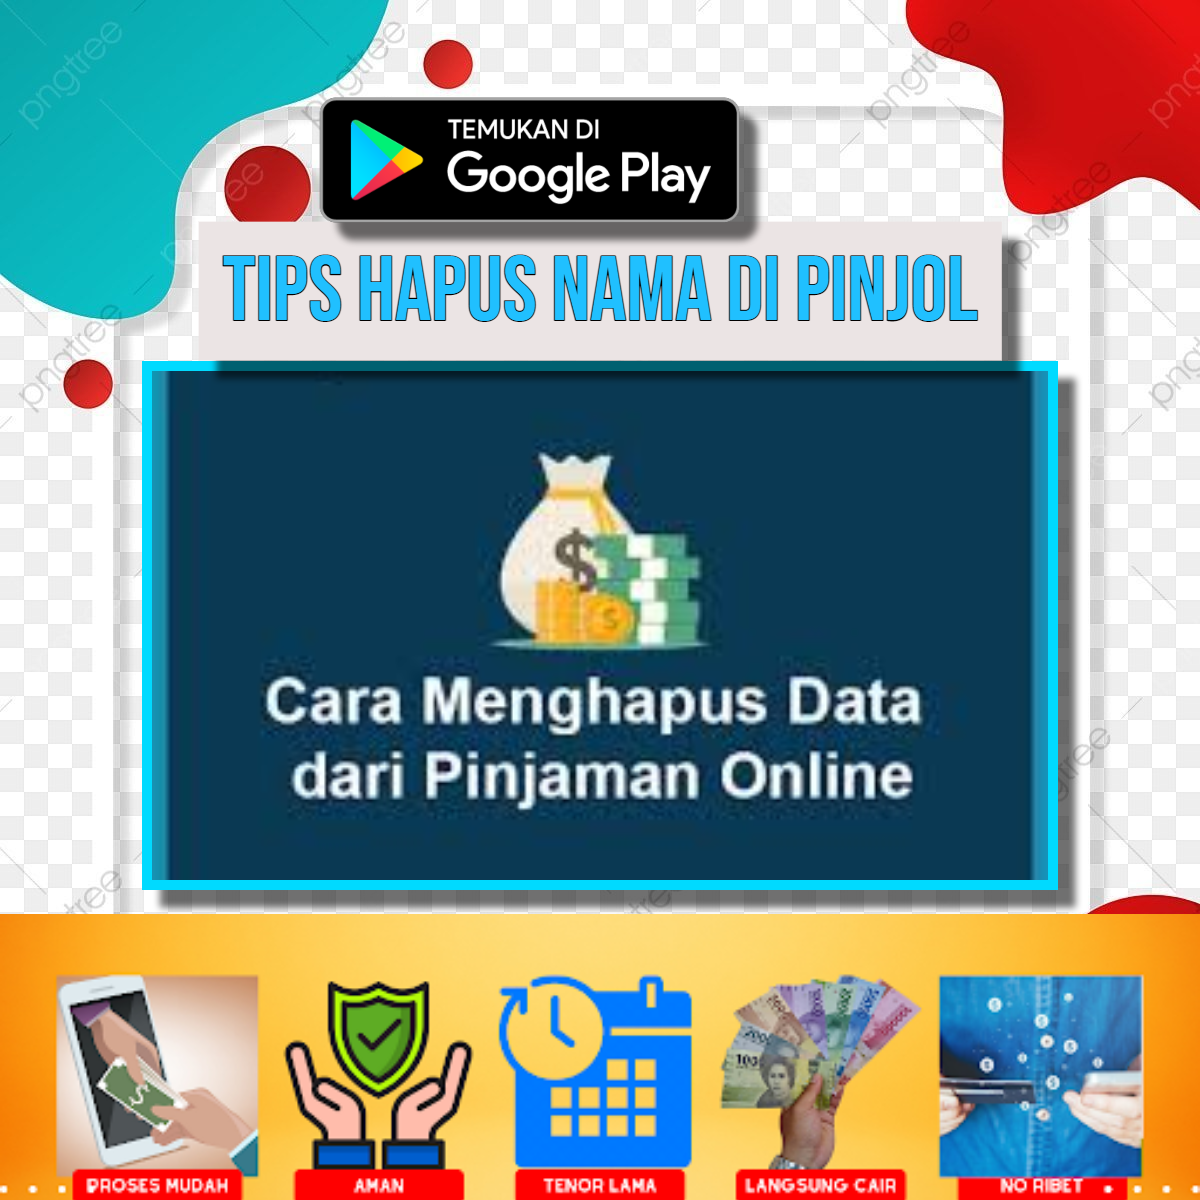 TEMUKAN DI
Google Play
TIPS HAPUS NAMA DI PINJOL
Cara Menghapus Data
dari Pinjaman Online
PROSES MUDAH
AMAN
TENOR LAMA
LANGSUNG CAIR
NO RIBET
pngtree